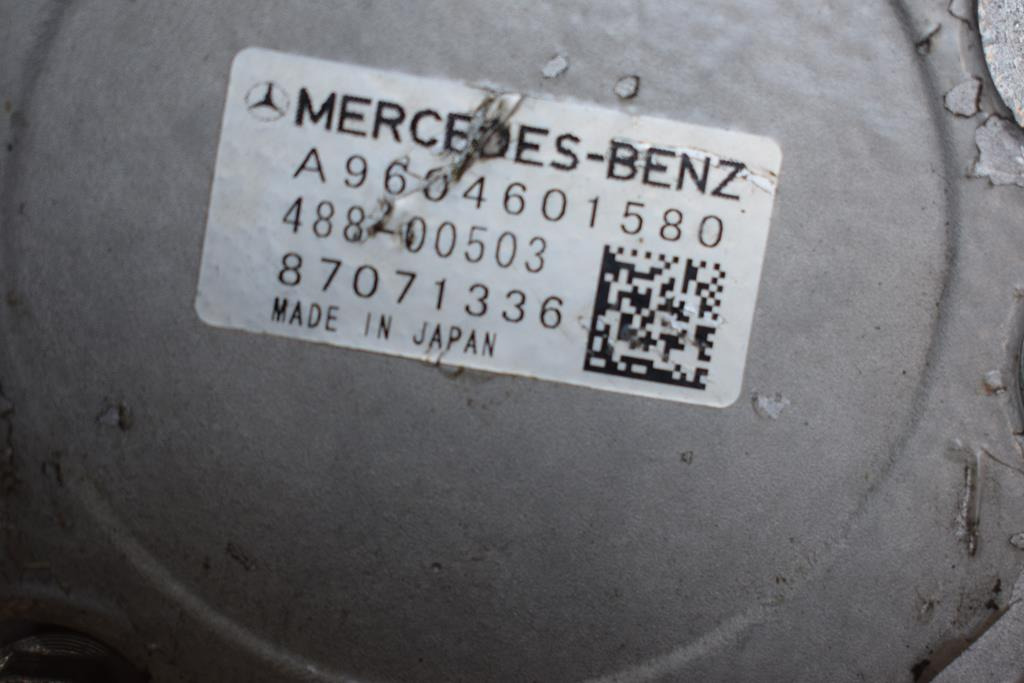 MERCEDES-BENZ
A9604601580
488-00503
87071336
MADE IN JAPAN